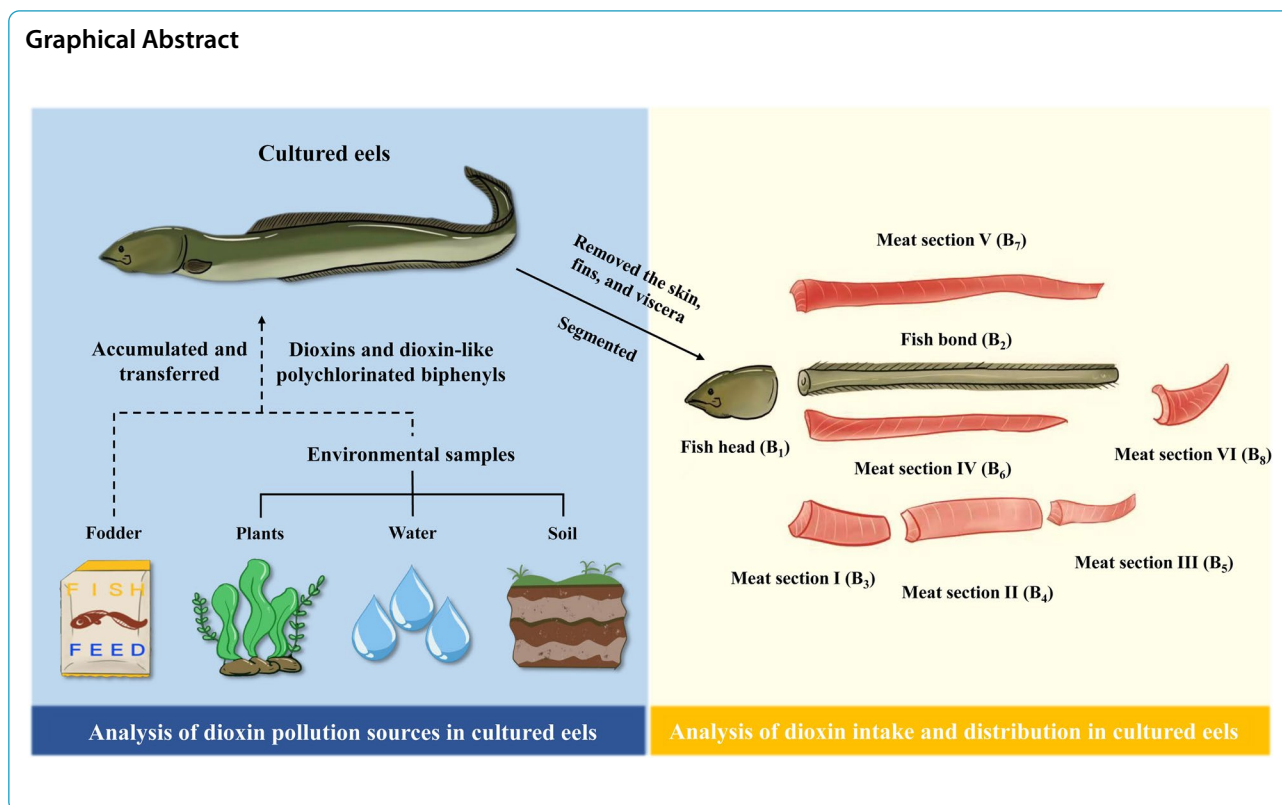 Graphical Abstract
Cultured eels
Accumulated and
transferred
Dioxins and dioxin-like
polychlorinated biphenyls
Environmental samples
Fodder
Plants
Water
Soil
FISH
FEED
Analysis of dioxin pollution sources in cultured eels
Removed the skin,
fins, and viscera
Segmented
Meat section V (B₇)
Fish bond (B₂)
Fish head (B₁)
Meat section IV (B₆)
Meat section VI (B₈)
Meat section I (B₃)
Meat section II (B₄)
Meat section III (B₅)
Analysis of dioxin intake and distribution in cultured eels